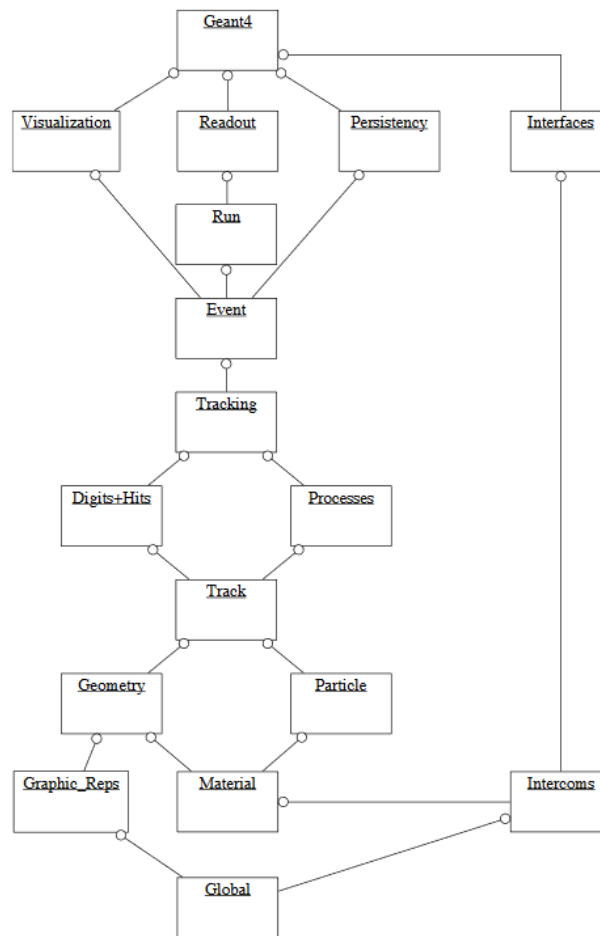 Geant4
Visualization
Readout
Persistency
Interfaces
Run
Event
Tracking
Digits+Hits
Processes
Track
Geometry
Particle
Graphic_Reps
Material
Intercoms
Global